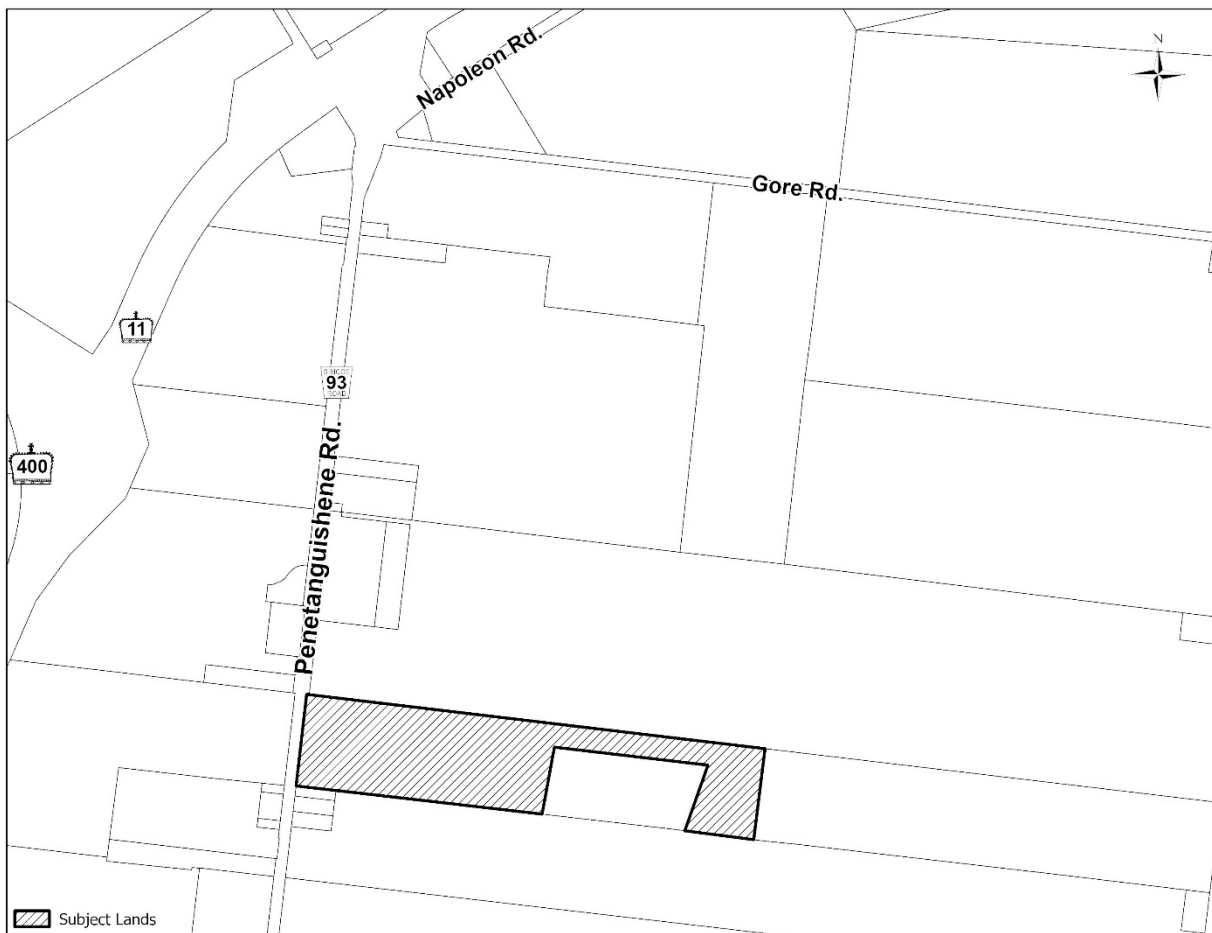 N
Napoleon Rd.
Gore Rd.
11
SIMCOE
93
ROAD
400
Penetanguishene Rd.
Subject Lands